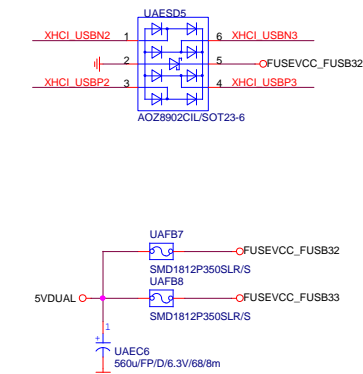 UAESD5
XHCI_USBN2 1 6 XHCI_USBN3
2 5 FUSEVCC_FUSB32
XHCI_USBP2 3 4 XHCI_USBP3
AOZ8902CIL/SOT23-6
UAFB7
FUSEVCC_FUSB32
SMD1812P350SLR/S
UAFB8
5VDUAL FUSEVCC_FUSB33
SMD1812P350SLR/S
1
+
UAEC6
560u/FP/D/6.3V/68/8m